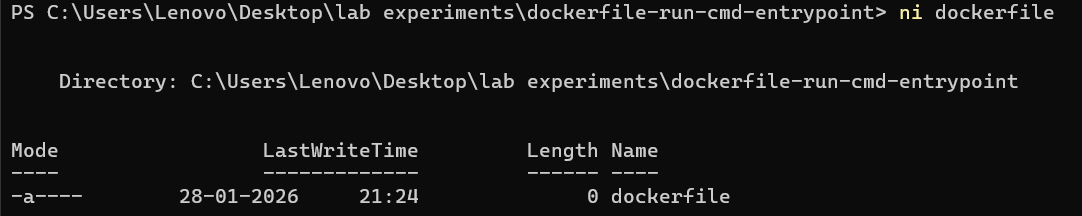 PS C:\Users\Lenovo\Desktop\lab experiments\dockerfile-run-cmd-entrypoint> ni dockerfile
Directory: C:\Users\Lenovo\Desktop\lab experiments\dockerfile-run-cmd-entrypoint
Mode                 LastWriteTime         Length Name
----                 -------------         ------ ----
-a----        28-01-2026     21:24              0 dockerfile